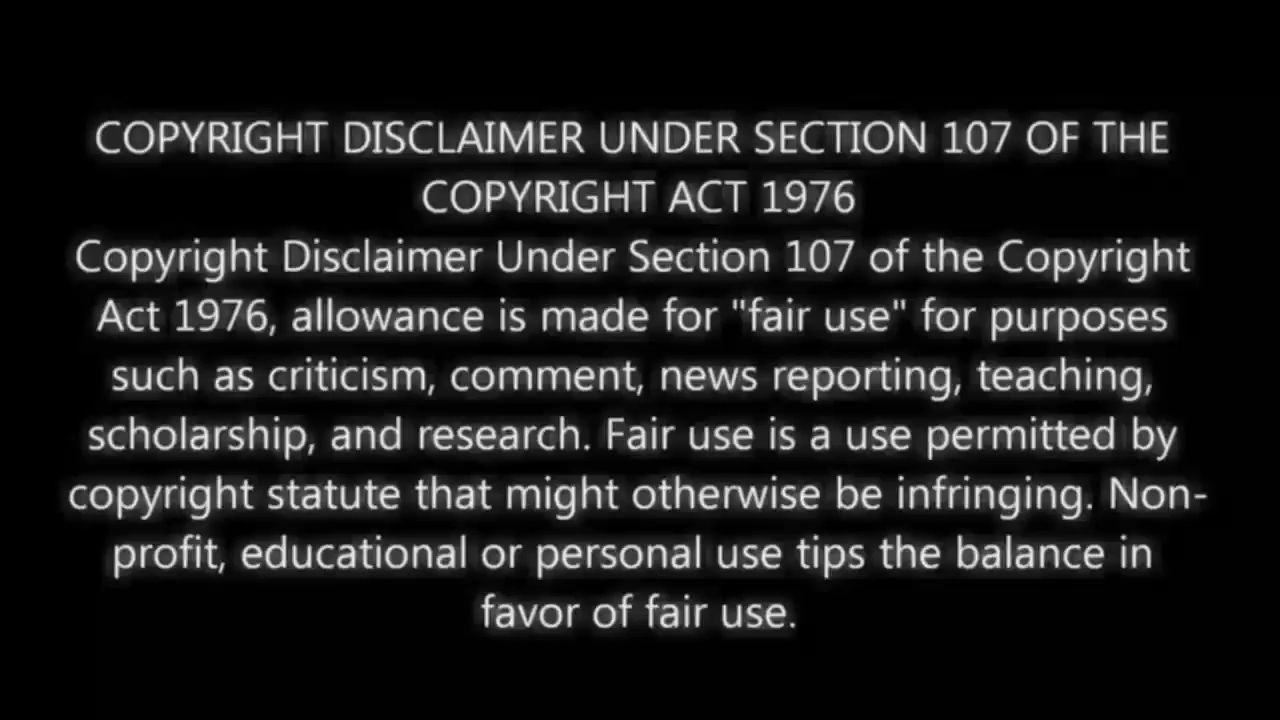 COPYRIGHT DISCLAIMER UNDER SECTION 107 OF THE
COPYRIGHT ACT 1976
Copyright Disclaimer Under Section 107 of the Copyright
Act 1976, allowance is made for "fair use" for purposes
such as criticism, comment, news reporting, teaching,
scholarship, and research. Fair use is a use permitted by
copyright statute that might otherwise be infringing. Non-
profit, educational or personal use tips the balance in
favor of fair use.